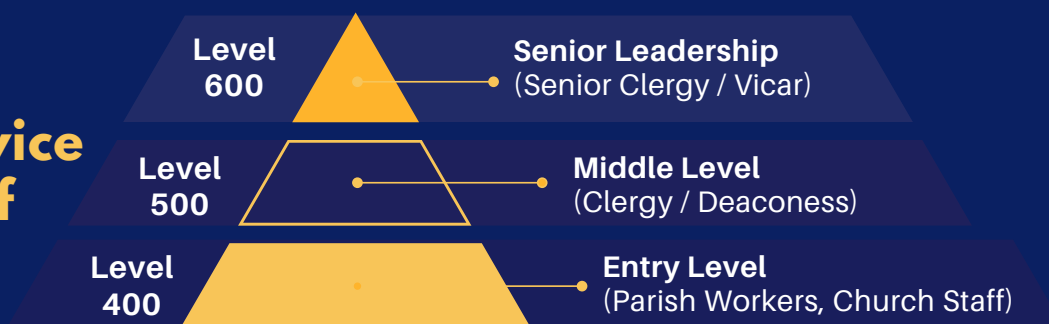 Level
600
Senior Leadership
(Senior Clergy / Vicar)
Level
500
Middle Level
(Clergy / Deaconess)
Level
400
Entry Level
(Parish Workers, Church Staff)